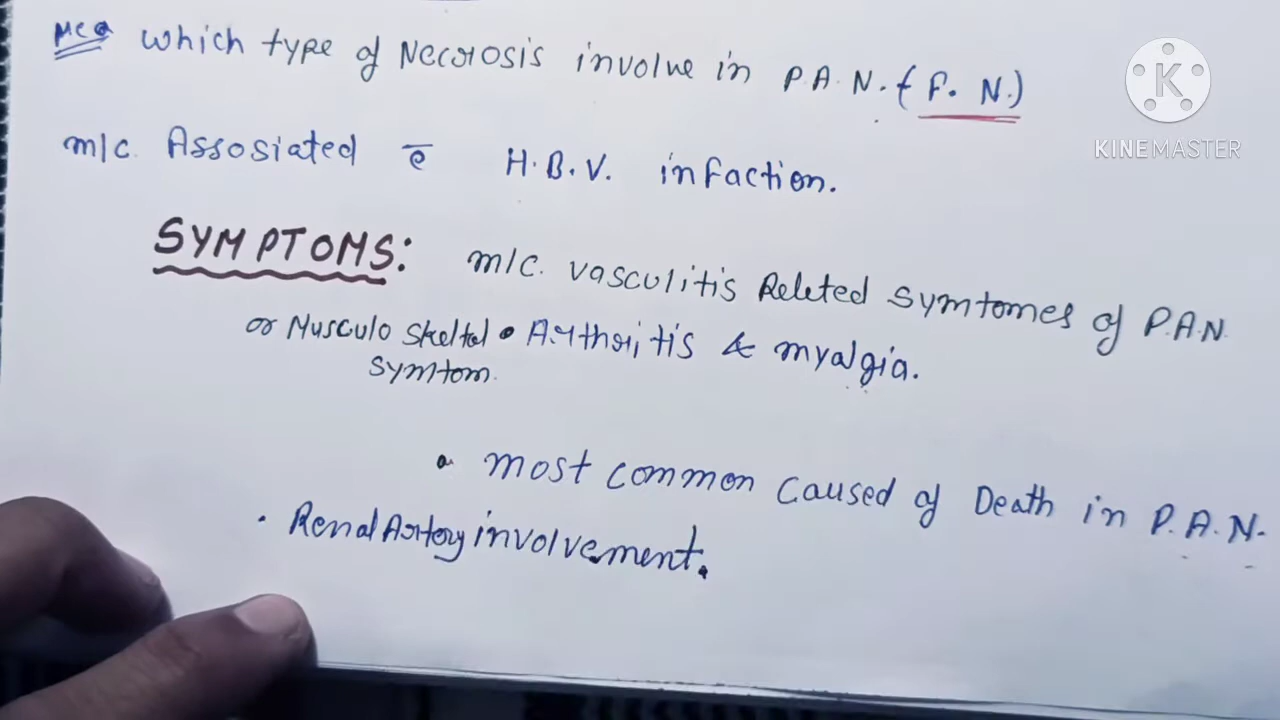 MCQ Which type of Necrosis involve in P.A.N. (F. N.)
m/c. Assosiated c̅ H.B.V. infaction.
SYMPTOMS: m/c. vasculitis Releted symtomes of P.A.N.
or Musculo skeltal • Arthritis & myalgia.
symtom.
• most common caused of Death in P.A.N.
• Renal Artory involvement.
K
KINEMASTER